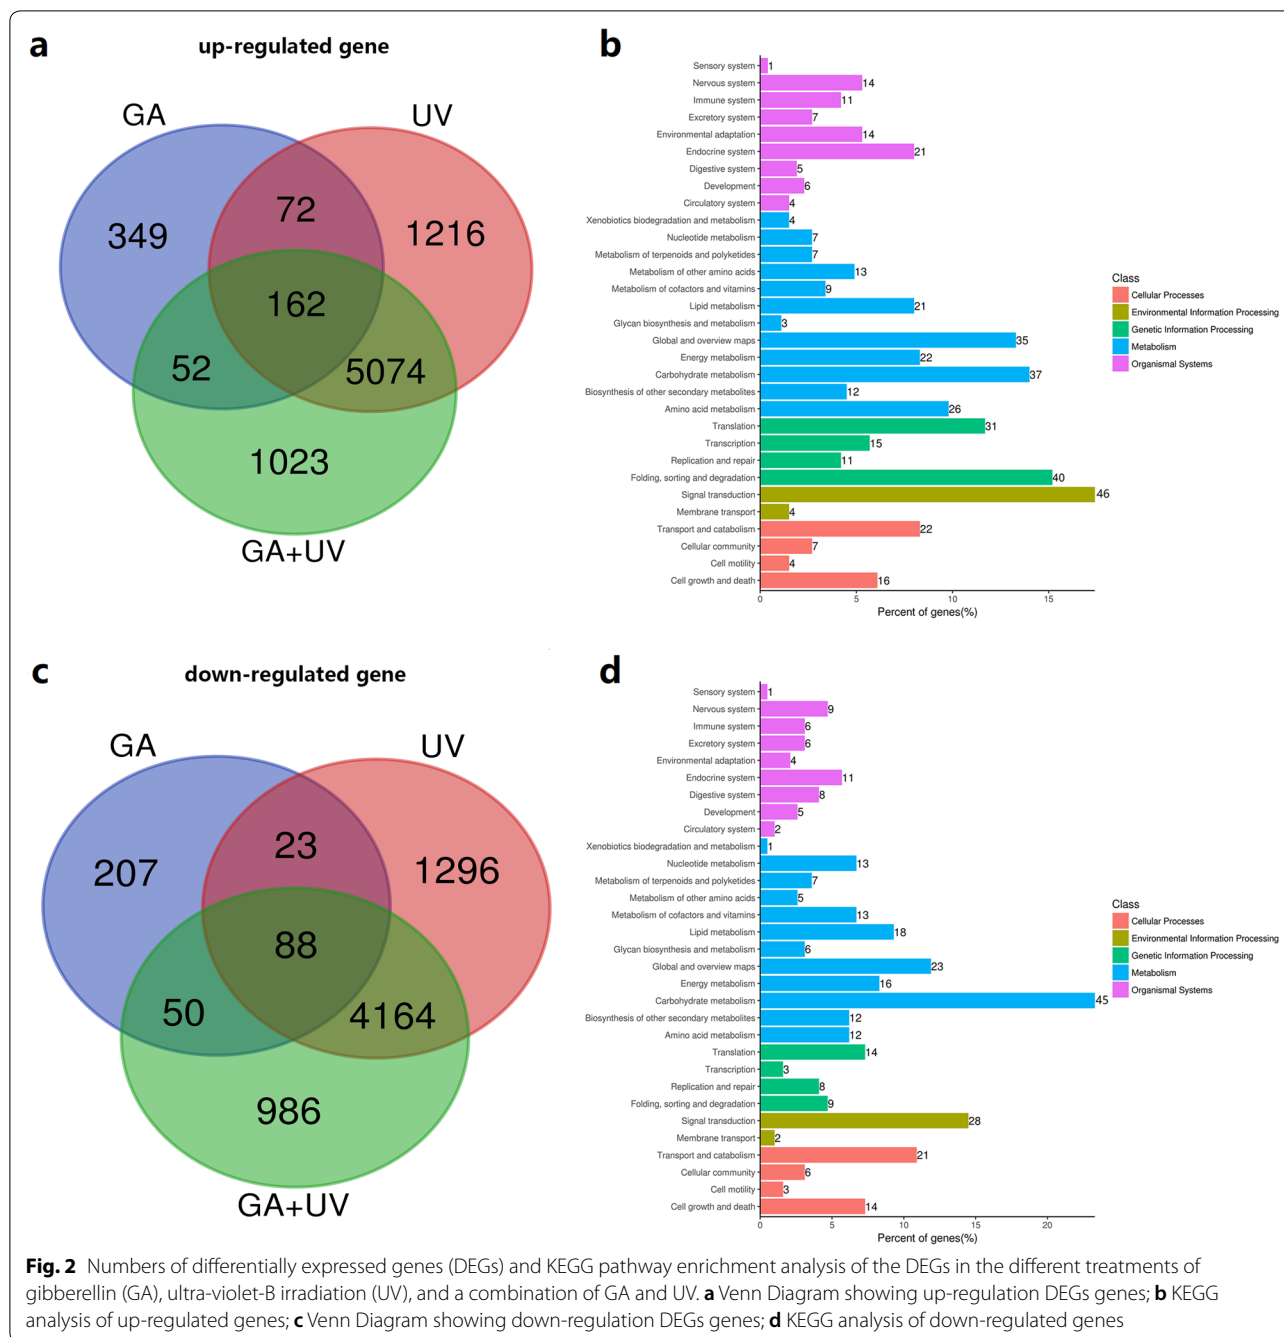 a
up-regulated gene
GA
UV
349
72
1216
162
52
5074
1023
GA+UV
b
Sensory system 1
Nervous system 14
Immune system 11
Excretory system 7
Environmental adaptation 14
Endocrine system 21
Digestive system 5
Development 6
Circulatory system 4
Xenobiotics biodegradation and metabolism 4
Nucleotide metabolism 7
Metabolism of terpenoids and polyketides 7
Metabolism of other amino acids 13
Metabolism of cofactors and vitamins 9
Lipid metabolism 21
Glycan biosynthesis and metabolism 3
Global and overview maps 35
Energy metabolism 22
Carbohydrate metabolism 37
Biosynthesis of other secondary metabolites 12
Amino acid metabolism 26
Translation 31
Transcription 15
Replication and repair 11
Folding, sorting and degradation 40
Signal transduction 46
Membrane transport 4
Transport and catabolism 22
Cellular community 7
Cell motility 4
Cell growth and death 16
0 5 10 15
Percent of genes(%)
Class
Cellular Processes
Environmental Information Processing
Genetic Information Processing
Metabolism
Organismal Systems
c
down-regulated gene
GA
UV
207
23
1296
88
50
4164
986
GA+UV
d
Sensory system 1
Nervous system 9
Immune system 6
Excretory system 6
Environmental adaptation 4
Endocrine system 11
Digestive system 8
Development 5
Circulatory system 2
Xenobiotics biodegradation and metabolism 1
Nucleotide metabolism 13
Metabolism of terpenoids and polyketides 7
Metabolism of other amino acids 5
Metabolism of cofactors and vitamins 13
Lipid metabolism 18
Glycan biosynthesis and metabolism 6
Global and overview maps 23
Energy metabolism 16
Carbohydrate metabolism 45
Biosynthesis of other secondary metabolites 12
Amino acid metabolism 12
Translation 14
Transcription 3
Replication and repair 8
Folding, sorting and degradation 9
Signal transduction 28
Membrane transport 2
Transport and catabolism 21
Cellular community 6
Cell motility 3
Cell growth and death 14
0 5 10 15 20
Percent of genes(%)
Class
Cellular Processes
Environmental Information Processing
Genetic Information Processing
Metabolism
Organismal Systems
Fig. 2 Numbers of differentially expressed genes (DEGs) and KEGG pathway enrichment analysis of the DEGs in the different treatments of
gibberellin (GA), ultra-violet-B irradiation (UV), and a combination of GA and UV. a Venn Diagram showing up-regulation DEGs genes; b KEGG
analysis of up-regulated genes; c Venn Diagram showing down-regulation DEGs genes; d KEGG analysis of down-regulated genes